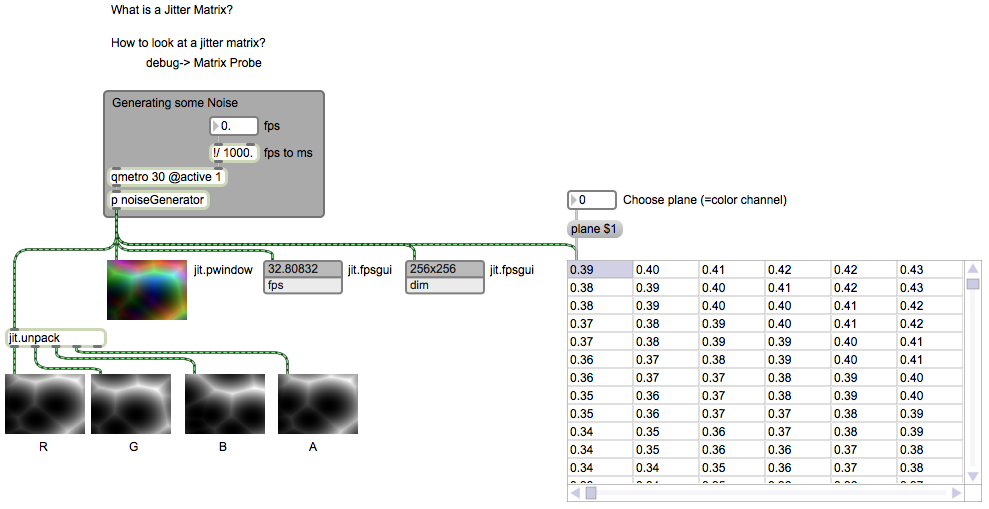 What is a Jitter Matrix?
How to look at a jitter matrix?
debug-> Matrix Probe
Generating some Noise
0. fps
!/ 1000. fps to ms
qmetro 30 @active 1
p noiseGenerator
0 Choose plane (=color channel)
plane $1
jit.pwindow
32.80832 jit.fpsgui
fps
256x256 jit.fpsgui
dim
jit.unpack
R G B A
0.39 0.40 0.41 0.42 0.42 0.43
0.38 0.39 0.40 0.41 0.42 0.43
0.38 0.39 0.40 0.40 0.41 0.42
0.37 0.38 0.39 0.40 0.41 0.42
0.37 0.38 0.39 0.39 0.40 0.41
0.36 0.37 0.38 0.39 0.40 0.41
0.36 0.37 0.37 0.38 0.39 0.40
0.35 0.36 0.37 0.38 0.39 0.40
0.35 0.36 0.37 0.37 0.38 0.39
0.34 0.35 0.36 0.37 0.38 0.39
0.34 0.35 0.36 0.36 0.37 0.38
0.34 0.34 0.35 0.36 0.37 0.38